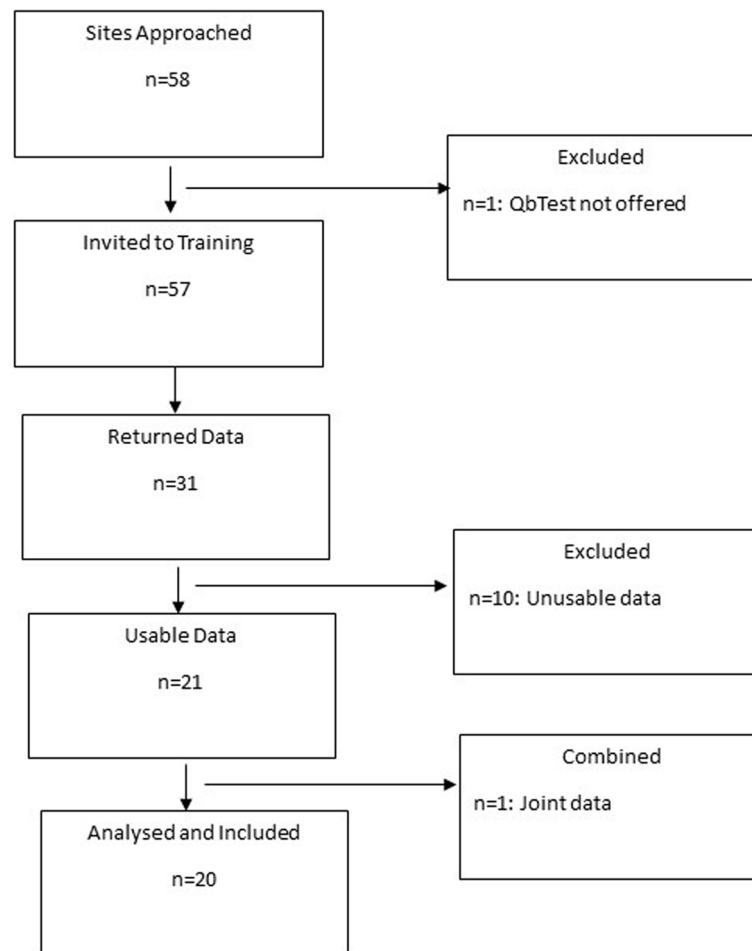 Sites Approached
n=58
Excluded
n=1: QbTest not offered
Invited to Training
n=57
Returned Data
n=31
Excluded
n=10: Unusable data
Usable Data
n=21
Combined
n=1: Joint data
Analysed and Included
n=20